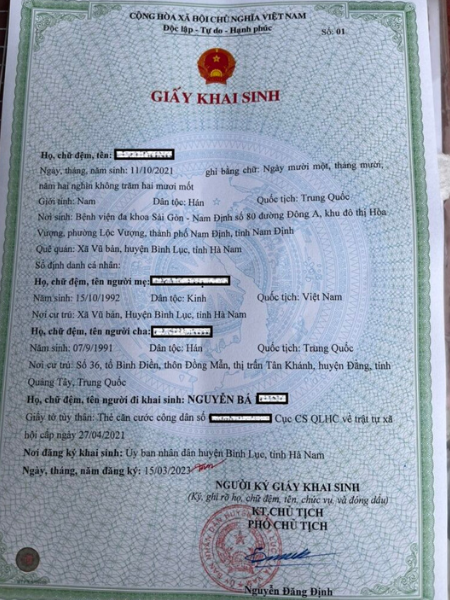 CỘNG HÒA XÃ HỘI CHỦ NGHĨA VIỆT NAM
Độc lập - Tự do - Hạnh phúc
Số: 01
GIẤY KHAI SINH
Họ, chữ đệm, tên:
Ngày, tháng, năm sinh: 11/10/2021 ghi bằng chữ: Ngày mười một, tháng mười,
năm hai nghìn không trăm hai mươi mốt
Giới tính: Nam Dân tộc: Hán Quốc tịch: Trung Quốc
Nơi sinh: Bệnh viện đa khoa Sài Gòn - Nam Định số 80 đường Đông A, khu đô thị Hòa
Vượng, phường Lộc Vượng, thành phố Nam Định, tỉnh Nam Định
Quê quán: Xã Vũ bản, huyện Bình Lục, tỉnh Hà Nam
Số định danh cá nhân:
Họ, chữ đệm, tên người mẹ:
Năm sinh: 15/10/1992 Dân tộc: Kinh Quốc tịch: Việt Nam
Nơi cư trú: Xã Vũ bản, Huyện Bình Lục, tỉnh Hà Nam
Họ, chữ đệm, tên người cha:
Năm sinh: 07/9/1991 Dân tộc: Hán Quốc tịch: Trung Quốc
Nơi cư trú: Số 36, tổ Bình Điền, thôn Đồng Mẫn, thị trấn Tân Khánh, huyện Đằng, tỉnh
Quảng Tây, Trung Quốc
Họ, chữ đệm, tên người đi khai sinh: NGUYỄN BÁ
Giấy tờ tùy thân: Thẻ căn cước công dân số Cục CS QLHC về trật tự xã
hội cấp ngày 27/04/2021
Nơi đăng ký khai sinh: Ủy ban nhân dân huyện Bình Lục, tỉnh Hà Nam
Ngày, tháng, năm đăng ký: 15/03/2023
NGƯỜI KÝ GIẤY KHAI SINH
(Ký, ghi rõ họ, chữ đệm, tên, chức vụ, và đóng dấu)
KT.CHỦ TỊCH
PHÓ CHỦ TỊCH
Nguyễn Đăng Định